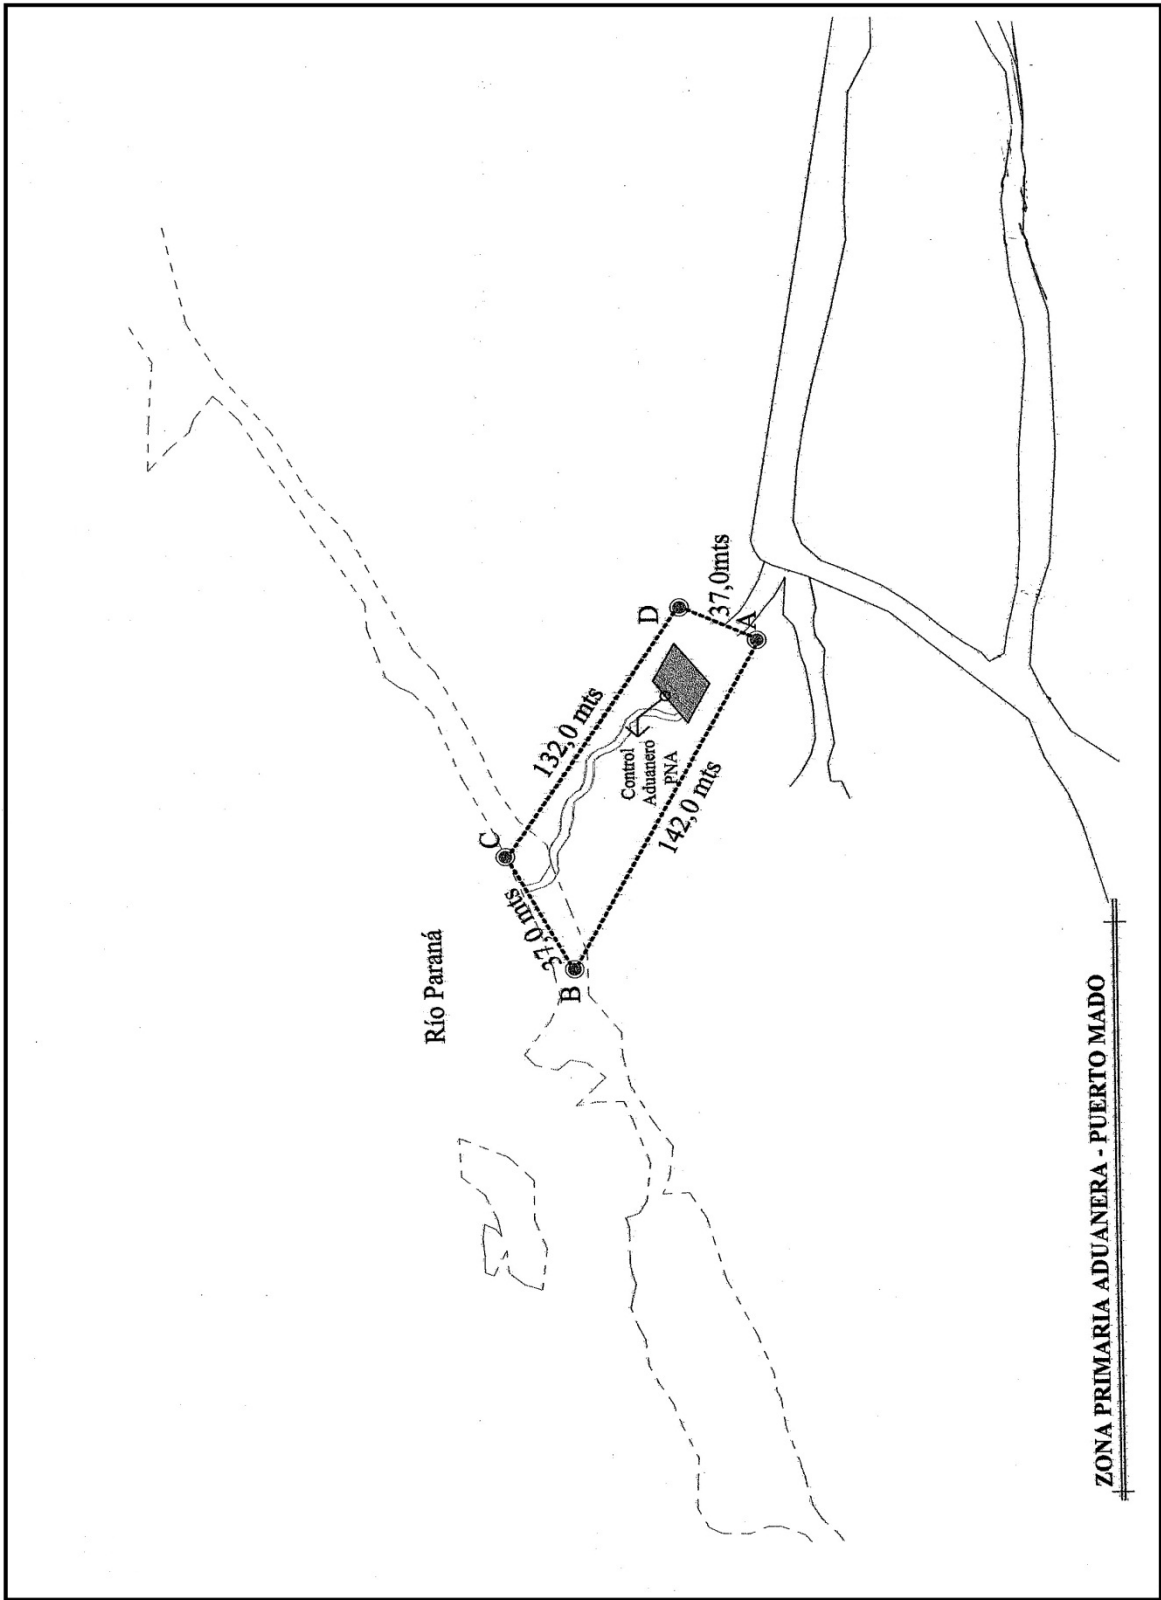 Río Paraná
B
C
37,0 mts
132,0 mts
D
Control
Aduanero
PNA
142,0 mts
A
37,0mts
ZONA PRIMARIA ADUANERA - PUERTO MADO